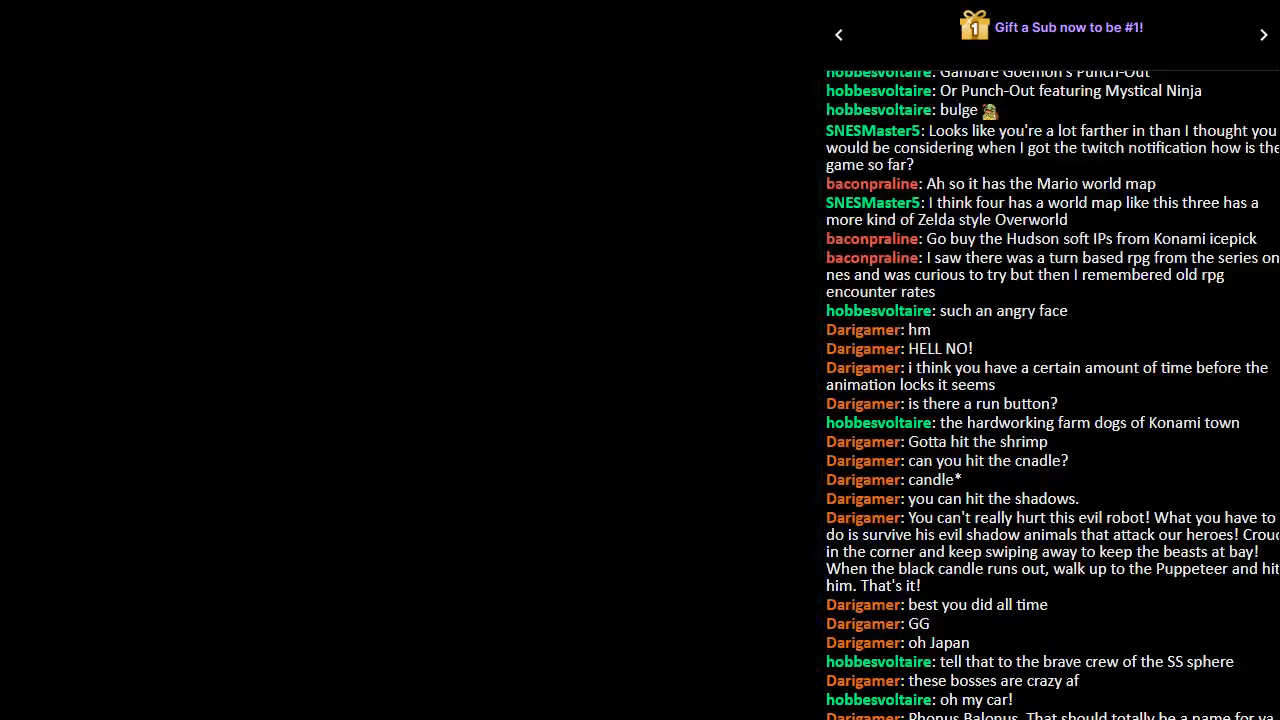 1 Gift a Sub now to be #1!
hobbesvoltaire: Ganbare Goemon's Punch-Out
hobbesvoltaire: Or Punch-Out featuring Mystical Ninja
hobbesvoltaire: bulge
SNESMaster5: Looks like you're a lot farther in than I thought you
would be considering when I got the twitch notification how is the
game so far?
baconpraline: Ah so it has the Mario world map
SNESMaster5: I think four has a world map like this three has a
more kind of Zelda style Overworld
baconpraline: Go buy the Hudson soft IPs from Konami icepick
baconpraline: I saw there was a turn based rpg from the series on
nes and was curious to try but then I remembered old rpg
encounter rates
hobbesvoltaire: such an angry face
Darigamer: hm
Darigamer: HELL NO!
Darigamer: i think you have a certain amount of time before the
animation locks it seems
Darigamer: is there a run button?
hobbesvoltaire: the hardworking farm dogs of Konami town
Darigamer: Gotta hit the shrimp
Darigamer: can you hit the cnadle?
Darigamer: candle*
Darigamer: you can hit the shadows.
Darigamer: You can't really hurt this evil robot! What you have to
do is survive his evil shadow animals that attack our heroes! Crouc
in the corner and keep swiping away to keep the beasts at bay!
When the black candle runs out, walk up to the Puppeteer and hit
him. That's it!
Darigamer: best you did all time
Darigamer: GG
Darigamer: oh Japan
hobbesvoltaire: tell that to the brave crew of the SS sphere
Darigamer: these bosses are crazy af
hobbesvoltaire: oh my car!
Darigamer: Phonus Balonus. That should totally be a name for ya